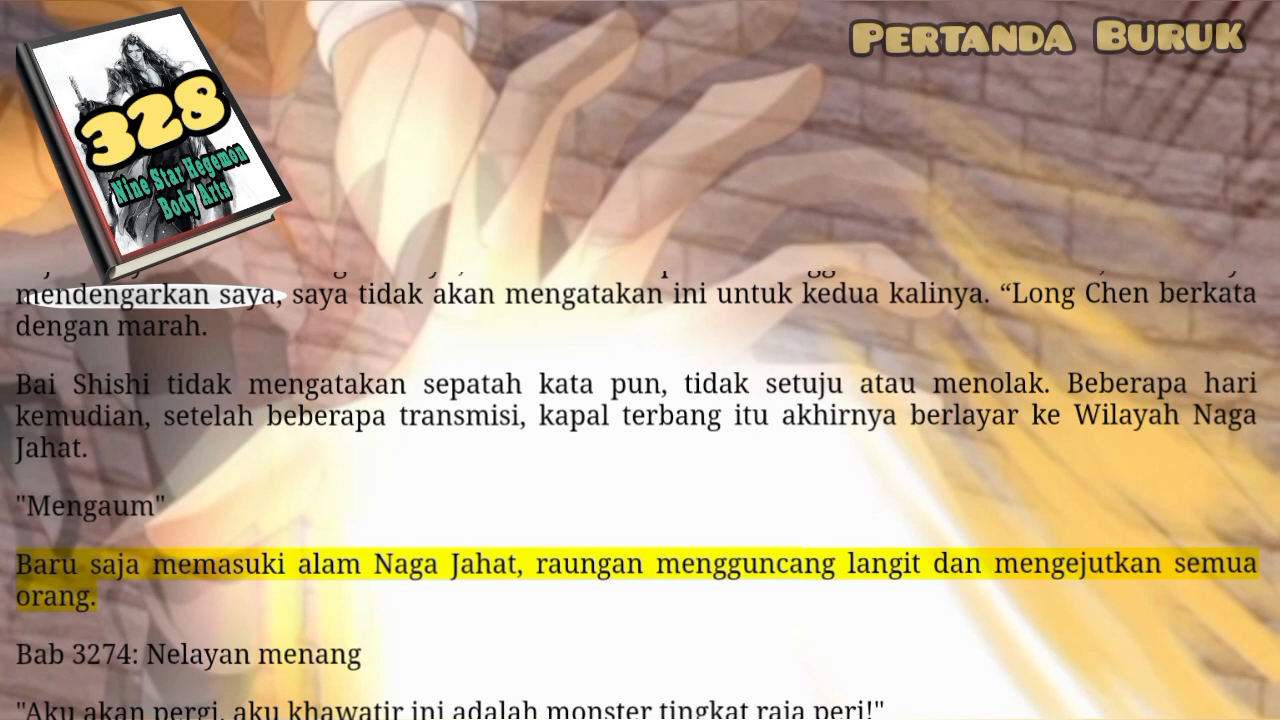 PERTANDA BURUK
328
Nine Star Hegemon
Body Arts
mendengarkan saya, saya tidak akan mengatakan ini untuk kedua kalinya. “Long Chen berkata
dengan marah.
Bai Shishi tidak mengatakan sepatah kata pun, tidak setuju atau menolak. Beberapa hari
kemudian, setelah beberapa transmisi, kapal terbang itu akhirnya berlayar ke Wilayah Naga
Jahat.
"Mengaum"
Baru saja memasuki alam Naga Jahat, raungan mengguncang langit dan mengejutkan semua
orang.
Bab 3274: Nelayan menang
"Aku akan pergi, aku khawatir ini adalah monster tingkat raja peri!"